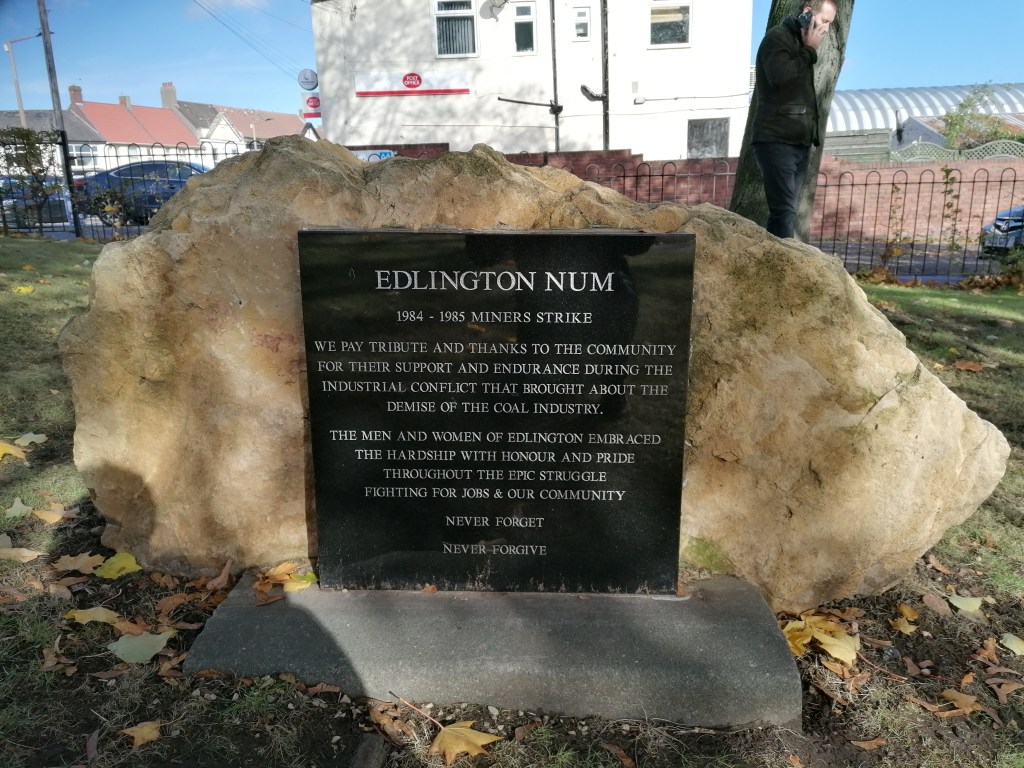 POST
OFFICE
EDLINGTON NUM
1984 - 1985 MINERS STRIKE
WE PAY TRIBUTE AND THANKS TO THE COMMUNITY
FOR THEIR SUPPORT AND ENDURANCE DURING THE
INDUSTRIAL CONFLICT THAT BROUGHT ABOUT THE
DEMISE OF THE COAL INDUSTRY.
THE MEN AND WOMEN OF EDLINGTON EMBRACED
THE HARDSHIP WITH HONOUR AND PRIDE
THROUGHOUT THE EPIC STRUGGLE
FIGHTING FOR JOBS & OUR COMMUNITY
NEVER FORGET
NEVER FORGIVE